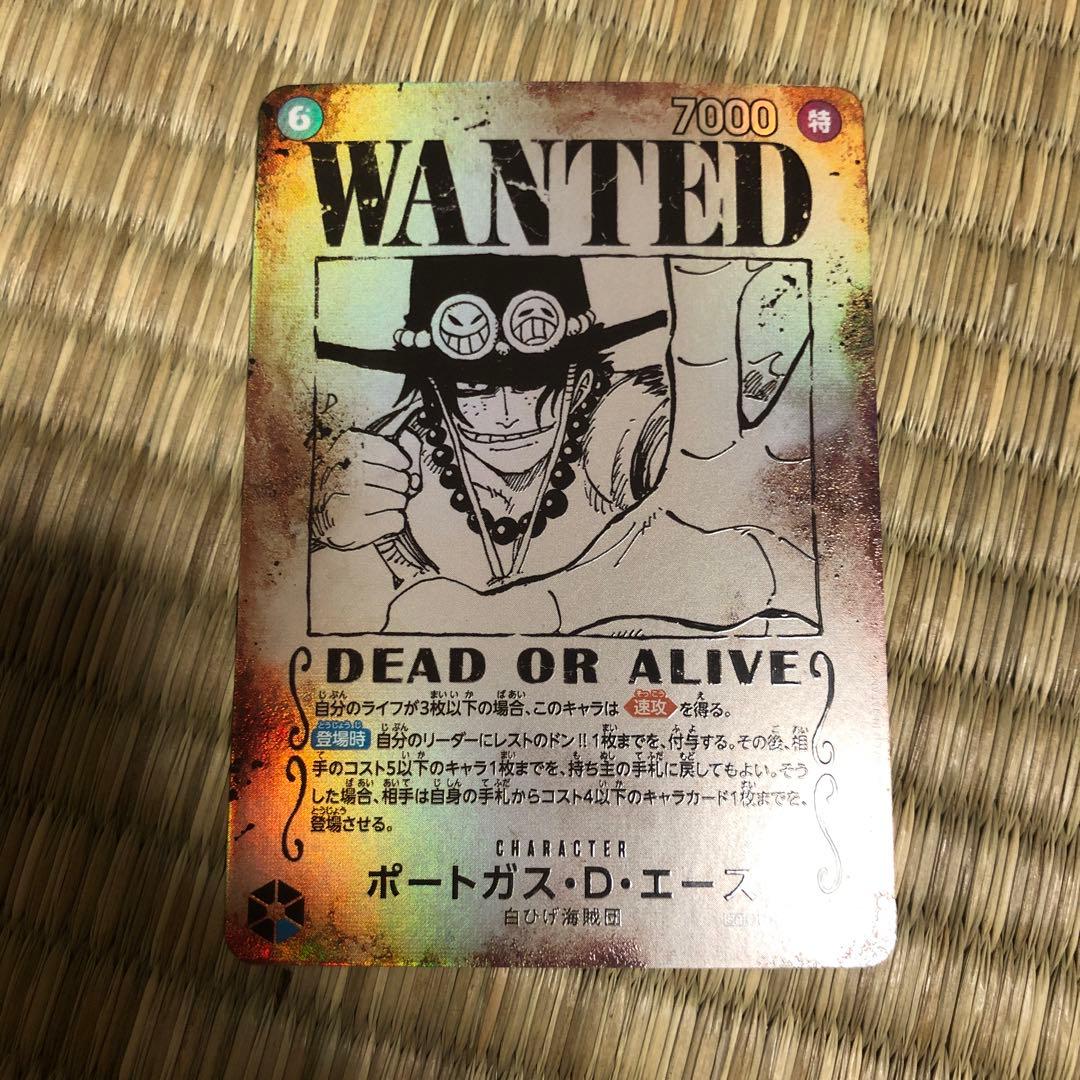 6
7000
特
WANTED
DEAD OR ALIVE
自分のライフが3枚以下の場合、このキャラは 速攻 を得る。
登場時 自分のリーダーにレストのドン!!1枚までを、付与する。その後、相
手のコスト5以下のキャラ1枚までを、持ち主の手札に戻してもよい。そう
した場合、相手は自身の手札からコスト4以下のキャラカード1枚までを、
登場させる。
CHARACTER
ポートガス・D・エース
白ひげ海賊団